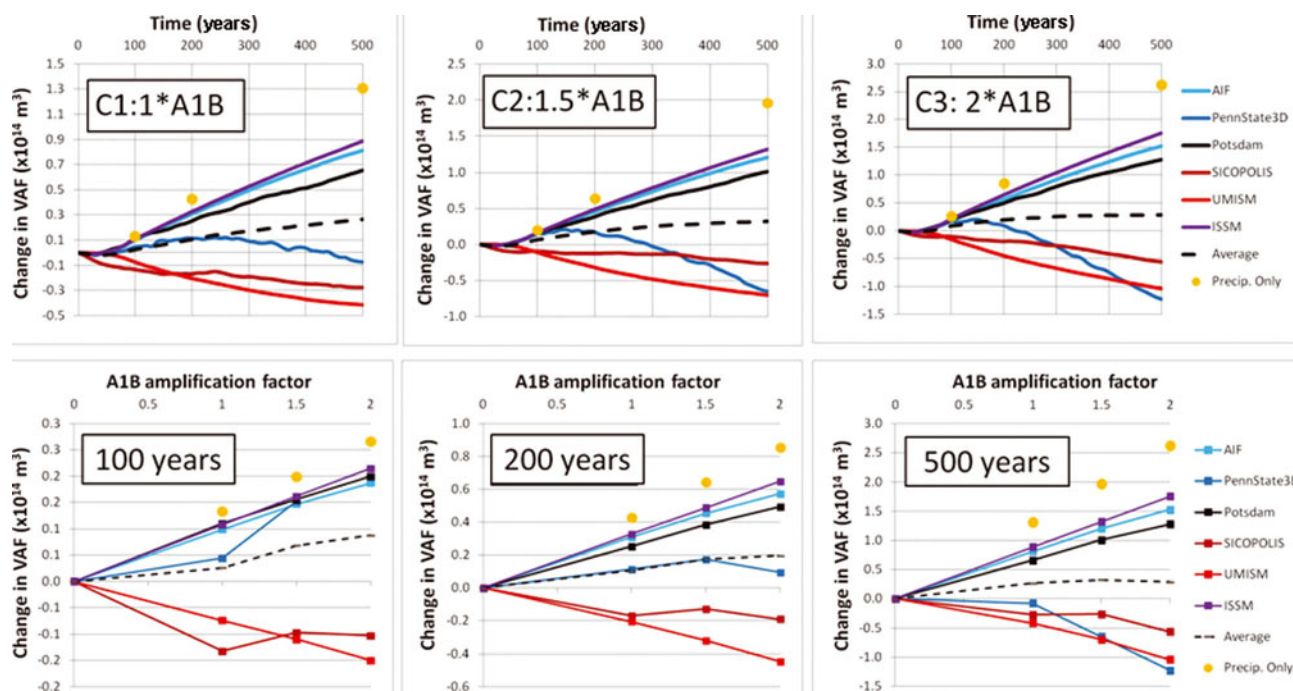 Time (years)
0 100 200 300 400 500
1.5
1.3
1.1
0.9
0.7
0.5
0.3
0.1
-0.1
-0.3
-0.5
Change in VAF (x10¹⁴ m³)
C1:1*A1B
Time (years)
0 100 200 300 400 500
2.5
2.0
1.5
1.0
0.5
0.0
-0.5
-1.0
Change in VAF (x10¹⁴ m³)
C2:1.5*A1B
Time (years)
0 100 200 300 400 500
3.0
2.5
2.0
1.5
1.0
0.5
0.0
-0.5
-1.0
-1.5
Change in VAF (x10¹⁴ m³)
C3: 2*A1B
AIF
PennState3D
Potsdam
SICOPOLIS
UMISM
ISSM
Average
Precip. Only
A1B amplification factor
0 0.5 1 1.5 2
0.3
0.3
0.2
0.2
0.1
0.1
0.0
-0.1
-0.1
-0.2
-0.2
Change in VAF (x10¹⁴ m³)
100 years
A1B amplification factor
0 0.5 1 1.5 2
1.0
0.8
0.6
0.4
0.2
0.0
-0.2
-0.4
-0.6
Change in VAF (x10¹⁴ m³)
200 years
A1B amplification factor
0 0.5 1 1.5 2
3.0
2.5
2.0
1.5
1.0
0.5
0.0
-0.5
-1.0
-1.5
Change in VAF (x10¹⁴ m³)
500 years
AIF
PennState3D
Potsdam
SICOPOLIS
UMISM
ISSM
Average
Precip. Only